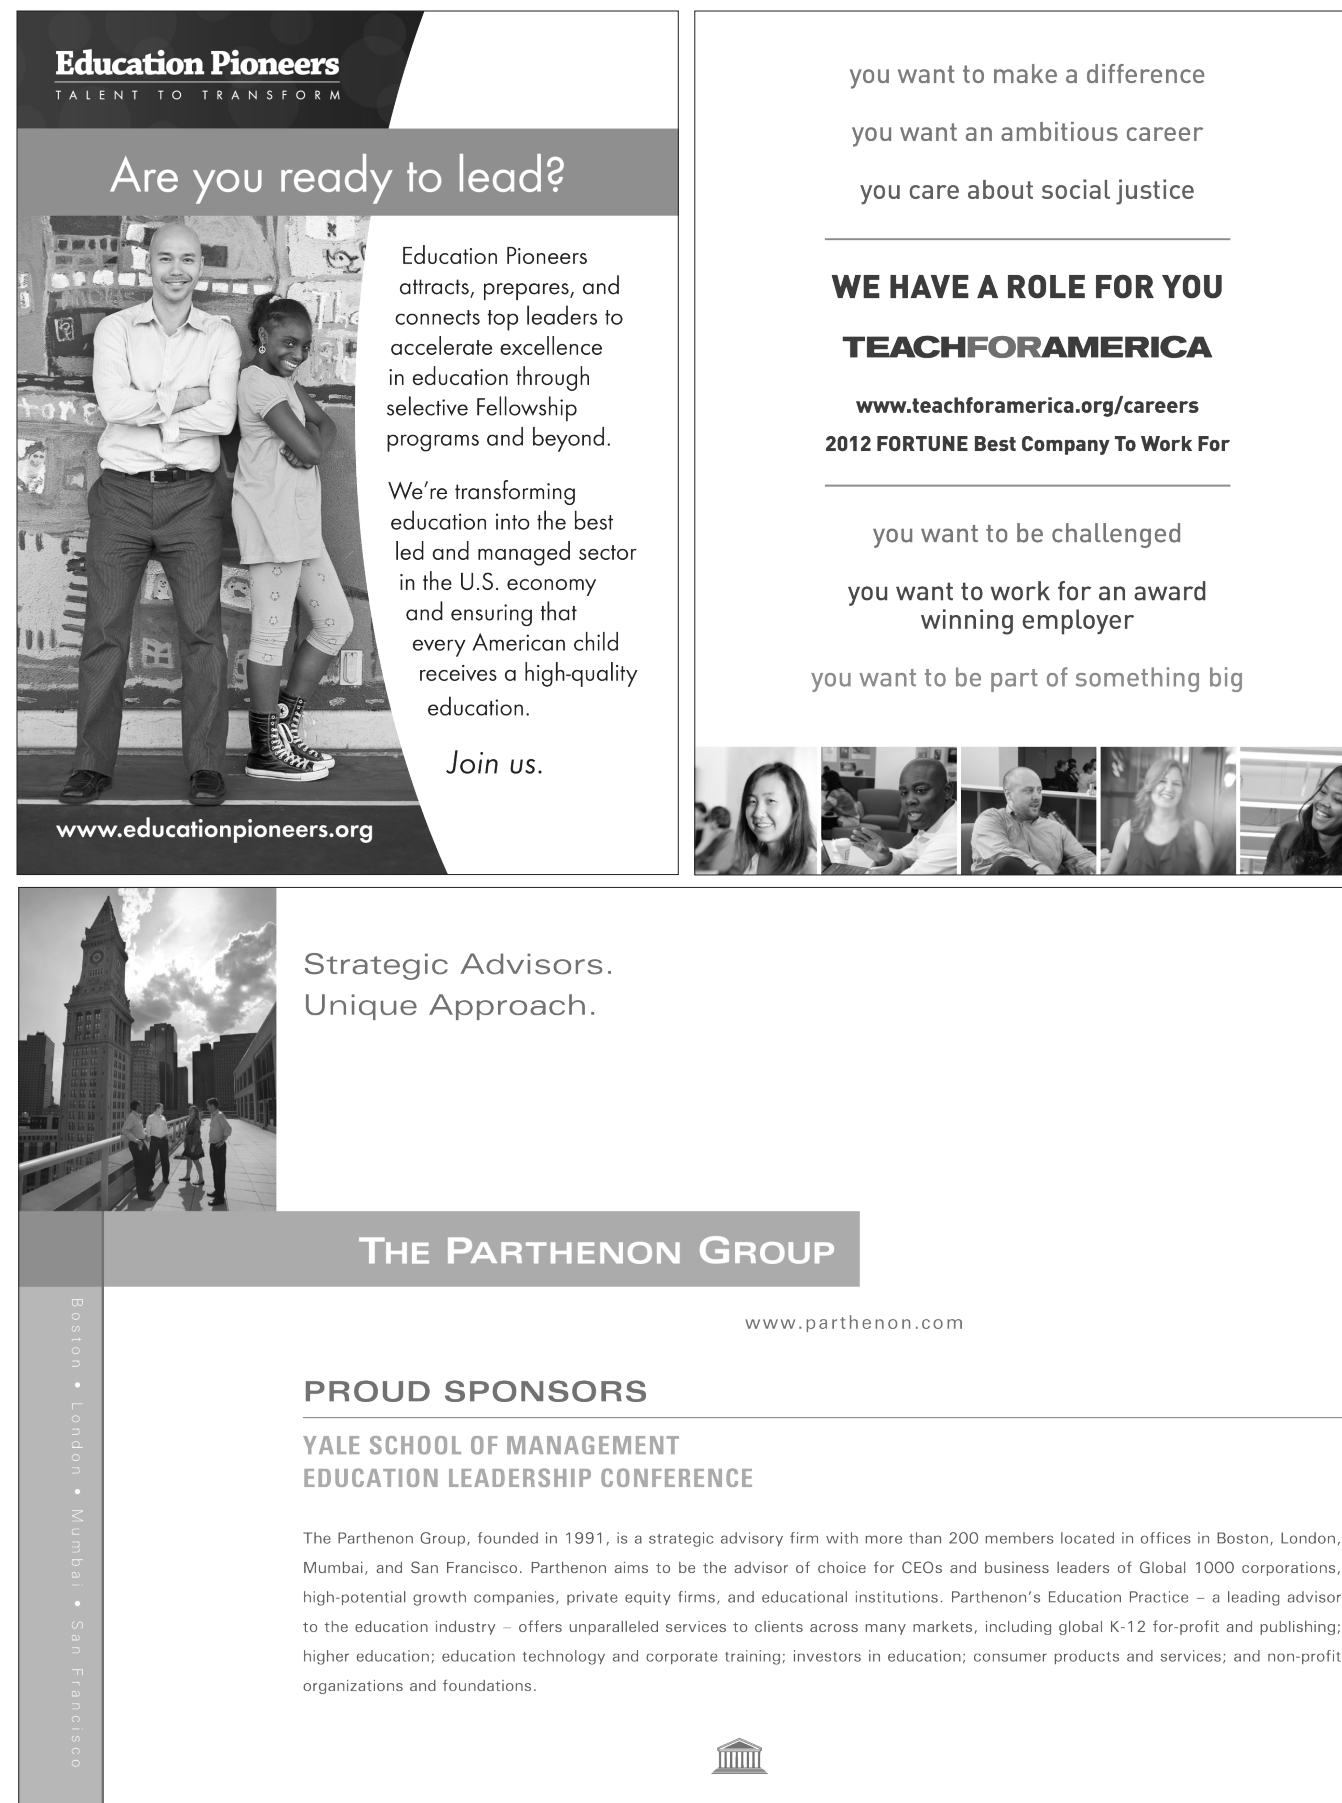 Education Pioneers
TALENT TO TRANSFORM
Are you ready to lead?
Education Pioneers
attracts, prepares, and
connects top leaders to
accelerate excellence
in education through
selective Fellowship
programs and beyond.
We're transforming
education into the best
led and managed sector
in the U.S. economy
and ensuring that
every American child
receives a high-quality
education.
Join us.
www.educationpioneers.org
you want to make a difference
you want an ambitious career
you care about social justice
WE HAVE A ROLE FOR YOU
TEACHFORAMERICA
www.teachforamerica.org/careers
2012 FORTUNE Best Company To Work For
you want to be challenged
you want to work for an award
winning employer
you want to be part of something big
Strategic Advisors.
Unique Approach.
THE PARTHENON GROUP
www.parthenon.com
Boston • London • Mumbai • San Francisco
PROUD SPONSORS
YALE SCHOOL OF MANAGEMENT
EDUCATION LEADERSHIP CONFERENCE
The Parthenon Group, founded in 1991, is a strategic advisory firm with more than 200 members located in offices in Boston, London,
Mumbai, and San Francisco. Parthenon aims to be the advisor of choice for CEOs and business leaders of Global 1000 corporations,
high-potential growth companies, private equity firms, and educational institutions. Parthenon's Education Practice – a leading advisor
to the education industry – offers unparalleled services to clients across many markets, including global K-12 for-profit and publishing;
higher education; education technology and corporate training; investors in education; consumer products and services; and non-profit
organizations and foundations.